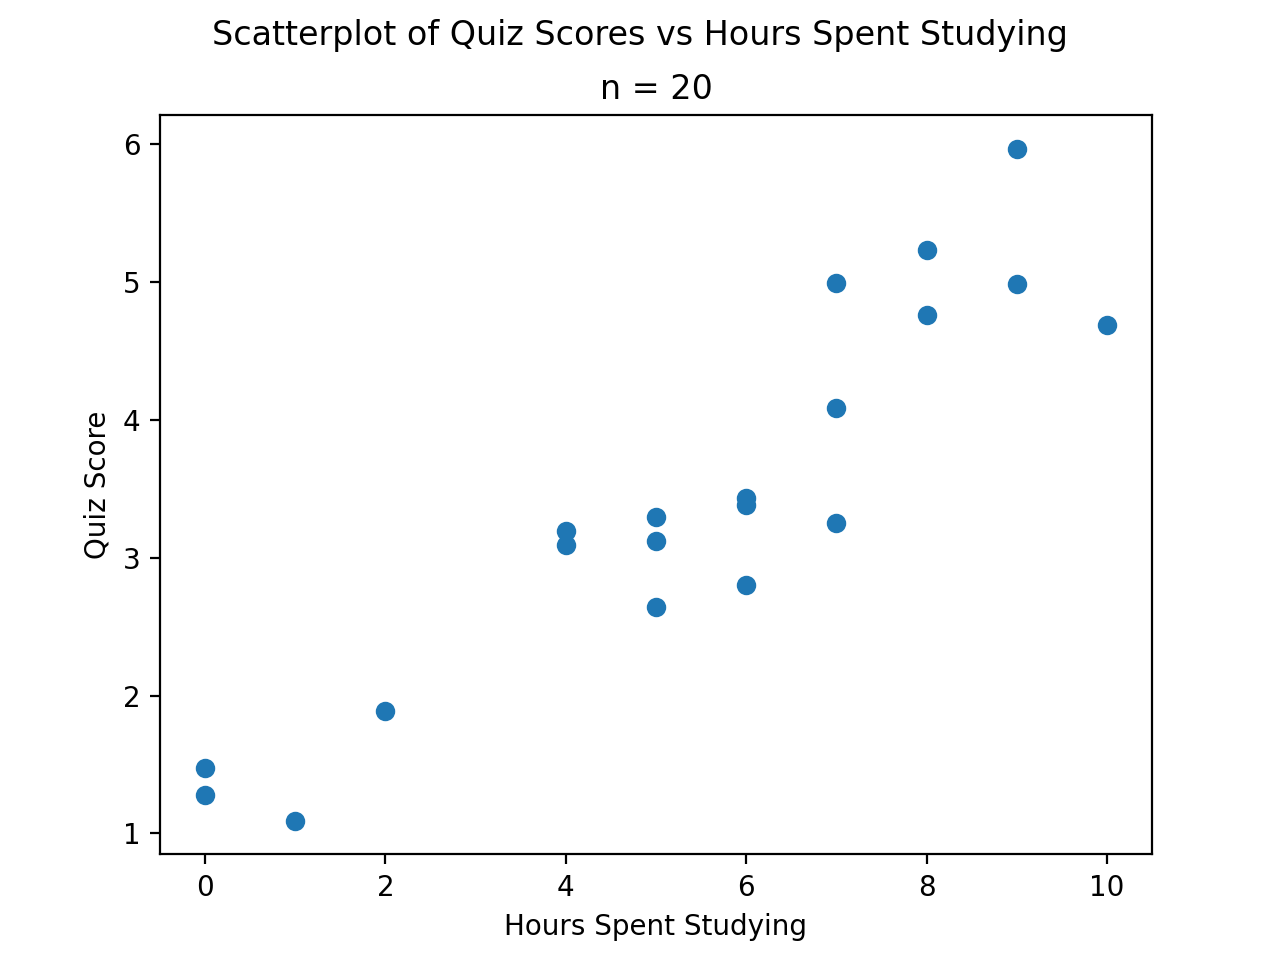 Scatterplot of Quiz Scores vs Hours Spent Studying
n = 20
6
5
4
3
2
1
Quiz Score
0 2 4 6 8 10
Hours Spent Studying